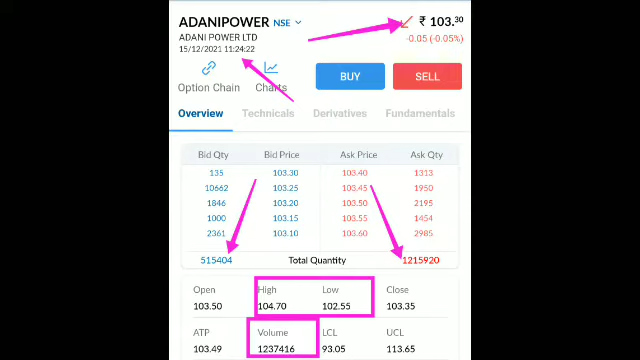 ADANIPOWER NSE ₹ 103.30
ADANI POWER LTD -0.05 (-0.05%)
15/12/2021 11:24:22
Option Chain Charts BUY SELL
Overview Technicals Derivatives Fundamentals
Bid Qty Bid Price Ask Price Ask Qty
135 103.30 103.40 1313
10662 103.25 103.45 1950
1846 103.20 103.50 2195
1000 103.15 103.55 1454
2361 103.10 103.60 2985
515404 Total Quantity 1215920
Open High Low Close
103.50 104.70 102.55 103.35
ATP Volume LCL UCL
103.49 1237416 93.05 113.65